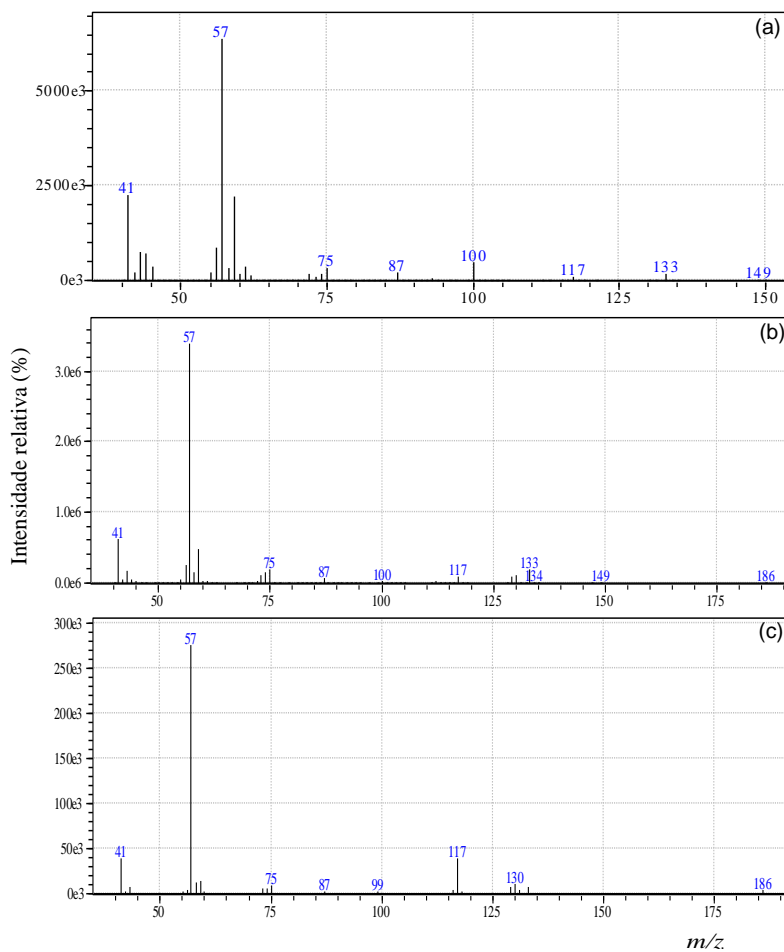 (a)
57
5000e3
2500e3
41
75
87
100
117
133
149
0e3
50
75
100
125
150
Intensidade relativa (%)
(b)
57
3.0e6
2.0e6
1.0e6
41
75
87
100
117
133
134
149
186
0.0e6
50
75
100
125
150
175
(c)
300e3
57
250e3
200e3
150e3
100e3
50e3
41
75
87
99
117
130
186
0e3
50
75
100
125
150
175
m/z